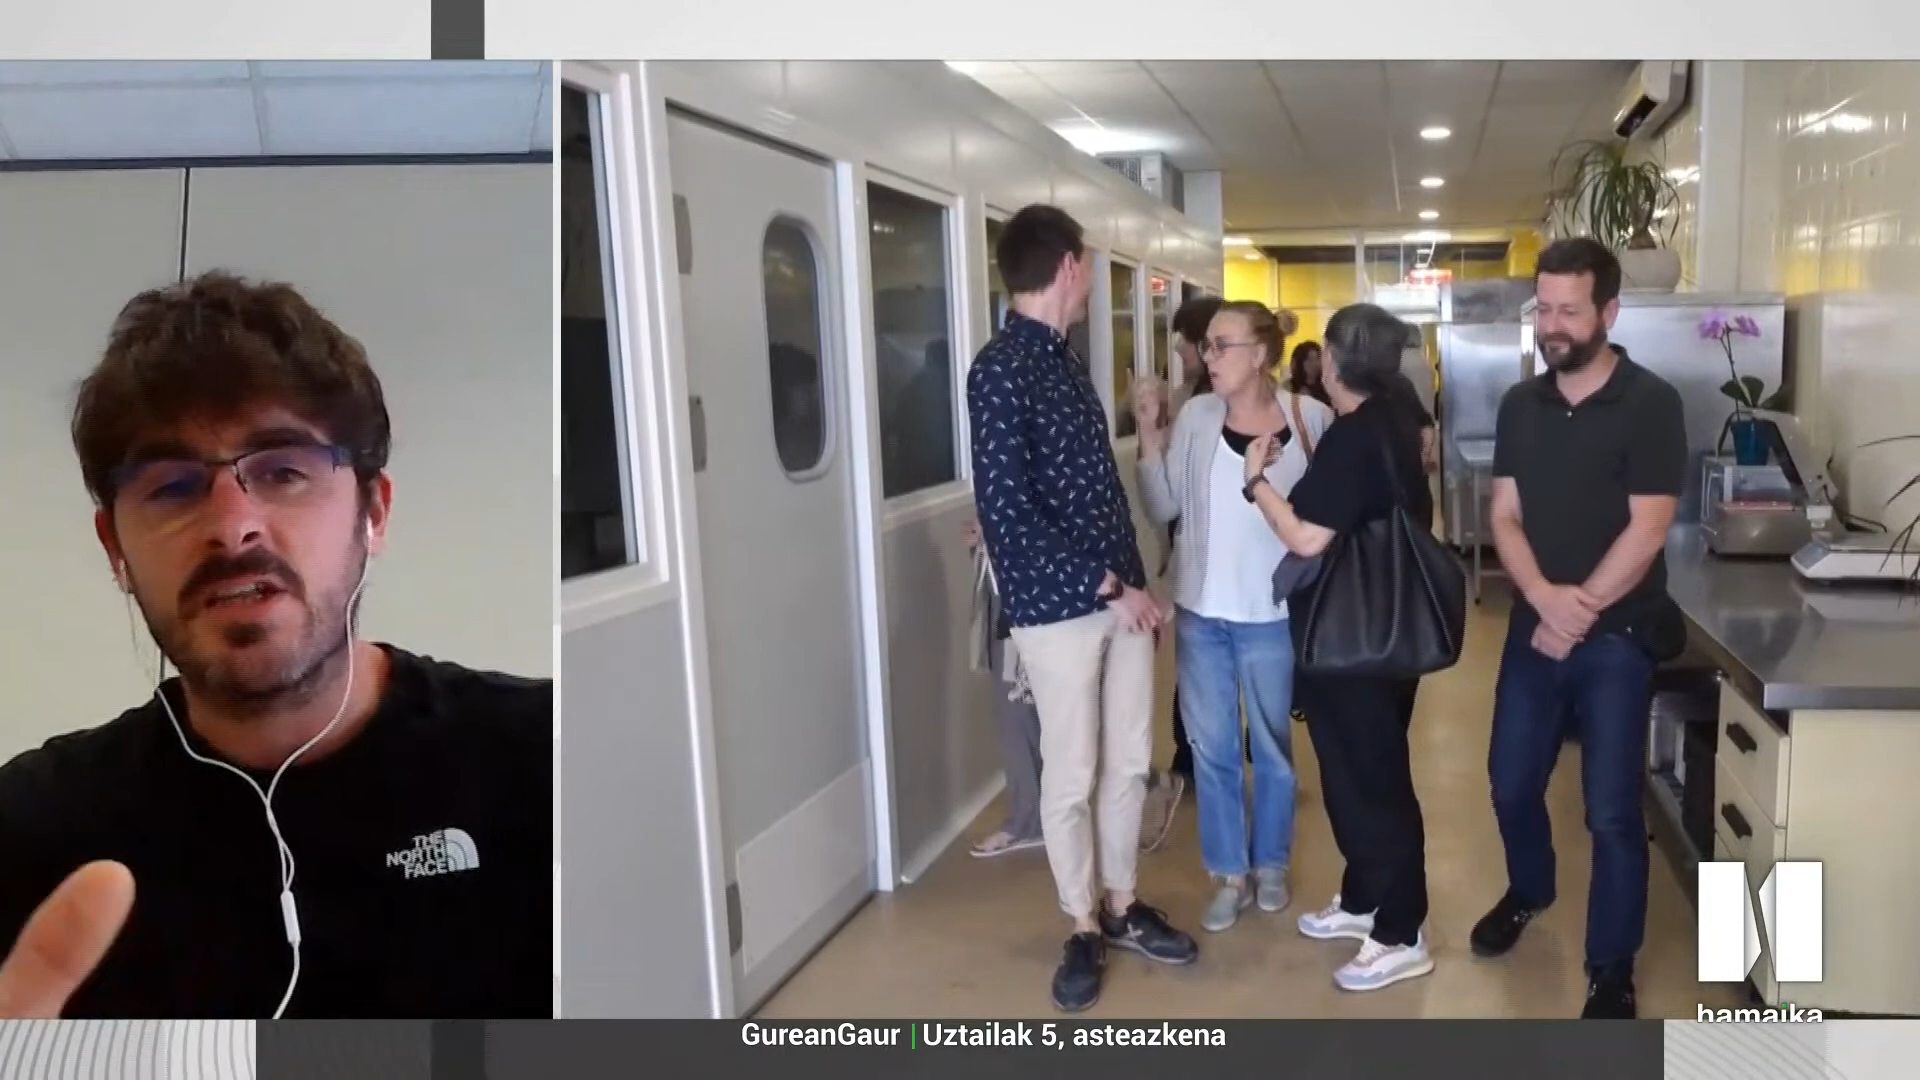 THE
NORTH
FACE
hamaika
GureanGaur | Uztailak 5, asteazkena